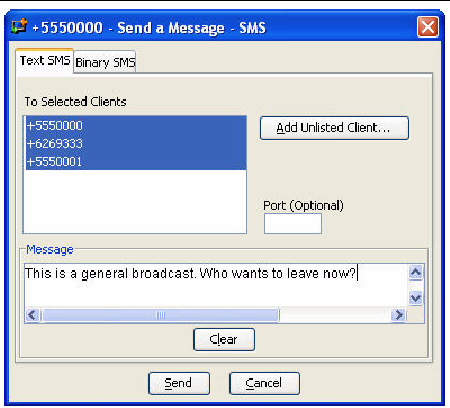 +5550000 - Send a Message - SMS
Text SMS Binary SMS
To Selected Clients
+5550000
+6269333
+5550001
Add Unlisted Client...
Port (Optional)
Message
This is a general broadcast. Who wants to leave now?
Clear
Send Cancel